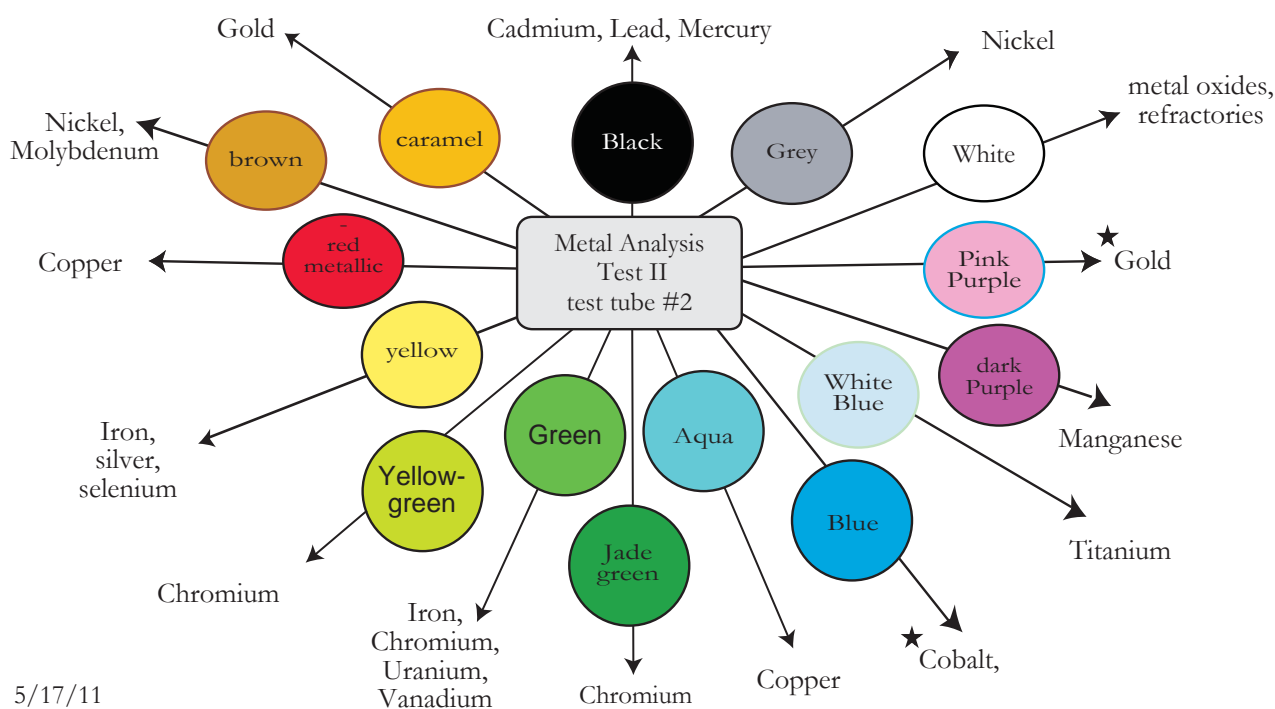 Gold
Cadmium, Lead, Mercury
Nickel
metal oxides,
refractories
Nickel,
Molybdenum
brown
caramel
Black
Grey
White
Copper
-
red
metallic
Metal Analysis
Test II
test tube #2
Pink
Purple
Gold
yellow
White
Blue
dark
Purple
Iron,
silver,
selenium
Yellow-
green
Green
Aqua
Blue
Manganese
Titanium
Jade
green
Chromium
Iron,
Chromium,
Uranium,
Vanadium
Chromium
Copper
Cobalt,
5/17/11